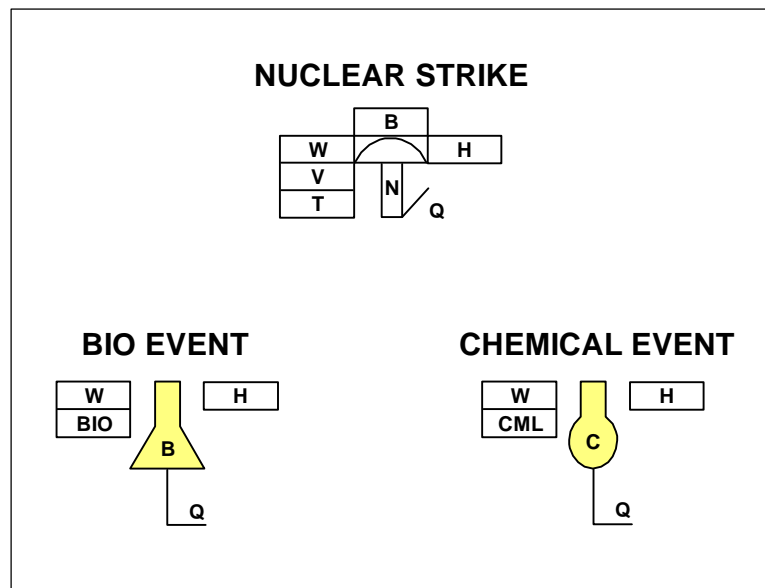 NUCLEAR STRIKE
B
W H
V N
T Q
BIO EVENT
W H
BIO
B
Q
CHEMICAL EVENT
W H
CML
C
Q